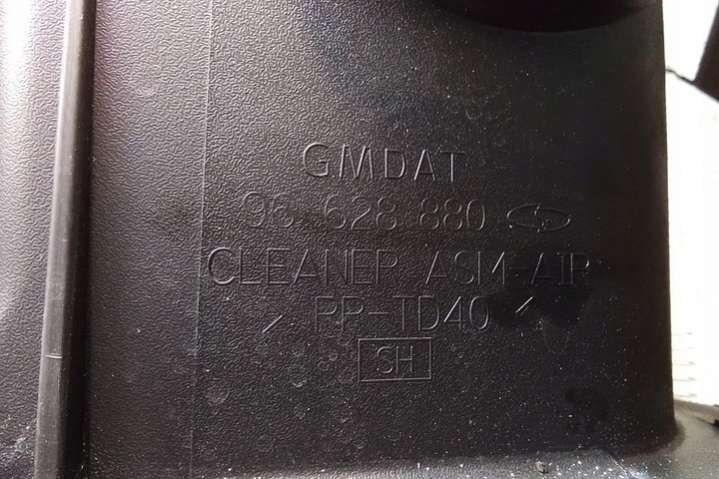 GMDAT
96 628 880
CLEANER ASM-AIR
> PP-TD40 <
SH